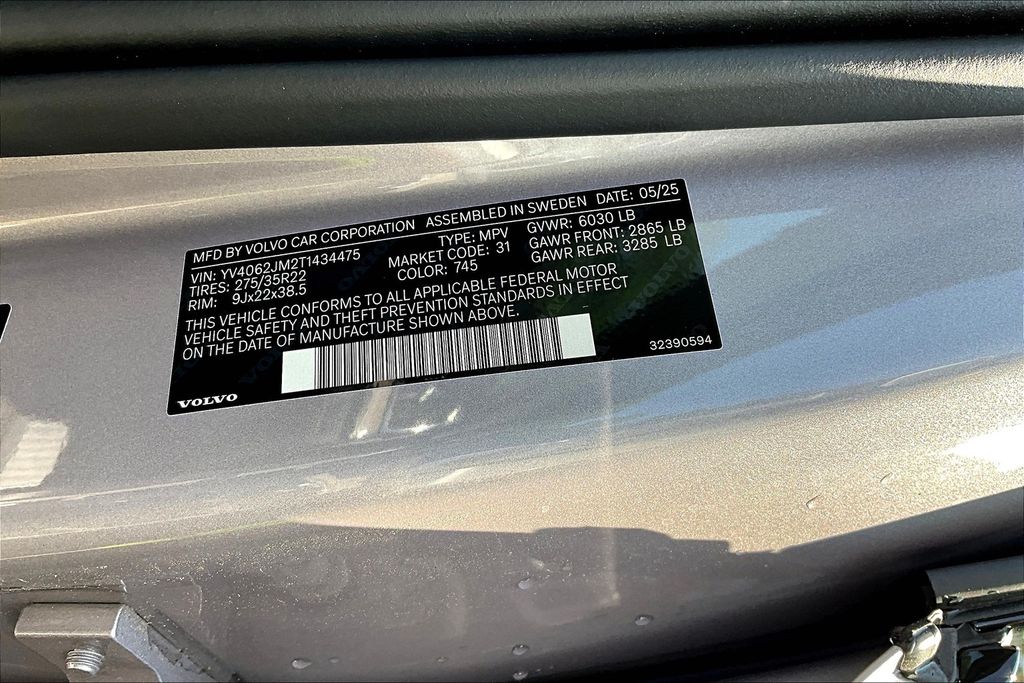 MFD BY VOLVO CAR CORPORATION ASSEMBLED IN SWEDEN DATE: 05/25
VIN: YV4062JM2T1434475 TYPE: MPV GVWR: 6030 LB
TIRES: 275/35R22 MARKET CODE: 31 GAWR FRONT: 2865 LB
RIM: 9Jx22x38.5 COLOR: 745 GAWR REAR: 3285 LB
THIS VEHICLE CONFORMS TO ALL APPLICABLE FEDERAL MOTOR
VEHICLE SAFETY AND THEFT PREVENTION STANDARDS IN EFFECT
ON THE DATE OF MANUFACTURE SHOWN ABOVE.
32390594
VOLVO